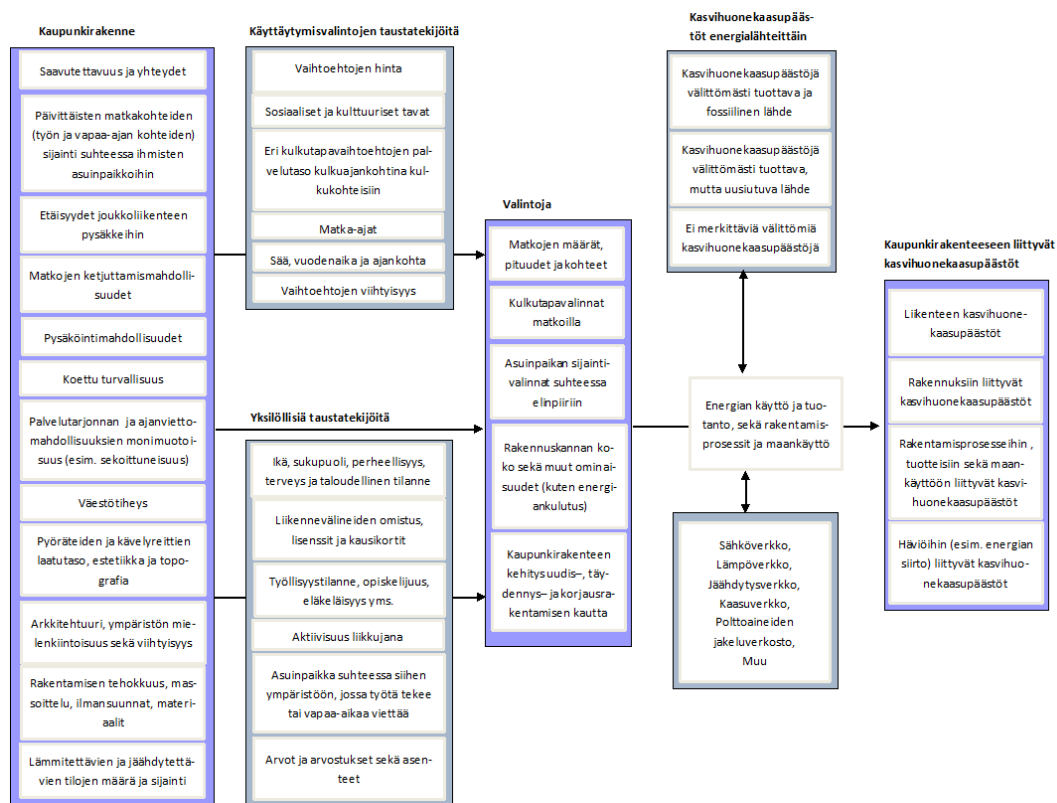 Kaupunkirakenne
Saavutettavuus ja yhteydet
Päivittäisten matkakohteiden
(työn ja vapaa-ajan kohteiden)
sijainti suhteessa ihmisten
asuinpaikkoihin
Etäisyydet joukkoliikenteen
pysäkkeihin
Matkojen ketjuttamismahdolli-
suudet
Pysäköintimahdollisuudet
Koettu turvallisuus
Palvelutarjonnan ja ajanvietto-
mahdollisuuksien monimuotoi-
suus (esim. sekoittuneisuus)
Väestötiheys
Pyöräteiden ja kävelyreittien
laatutaso, estetiikka ja topo-
grafia
Arkkitehtuuri, ympäristön mie-
lenkiintoisuus sekä viihtyisyys
Rakentamisen tehokkuus, mas-
soittelu, ilmansuunnat, materi-
aalit
Lämmitettävien ja jäähdytettä-
vien tilojen määrä ja sijainti
Käyttäytymisvalintojen taustatekijöitä
Vaihtoehtojen hinta
Sosiaaliset ja kulttuuriset tavat
Eri kulkutapavaihtoehtojen pal-
velutaso kulkuajankohtina kul-
kukohteisiin
Matka-ajat
Sää, vuodenaika ja ajankohta
Vaihtoehtojen viihtyisyys
Yksilöllisiä taustatekijöitä
Ikä, sukupuoli, perheellisyys,
terveys ja taloudellinen tilanne
Liikennevälineiden omistus,
lisenssit ja kausikortit
Työllisyystilanne, opiskelijuus,
eläkeläisyys yms.
Aktiivisuus liikkujana
Asuinpaikka suhteessa siihen
ympäristöön, jossa työtä tekee
tai vapaa-aikaa viettää
Arvot ja arvostukset sekä asen-
teet
Valintoja
Matkojen määrät,
pituudet ja kohteet
Kulkutapavalinnat
matkoilla
Asuinpaikan sijainti-
valinnat suhteessa
elinpiiriin
Rakennuskannan ko-
ko sekä muut ominai-
suudet (kuten energi-
ankulutus)
Kaupunkirakenteen
kehitys uudis–, täy-
dennys– ja korjausra-
kentamisen kautta
Kasvihuonekaasupääs-
töt energialähteittäin
Kasvihuonekaasupäästöjä
välittömästi tuottava ja
fossiilinen lähde
Kasvihuonekaasupäästöjä
välittömästi tuottava,
mutta uusiutuva lähde
Ei merkittäviä välittömiä
kasvihuonekaasupäästöjä
Energian käyttö ja tuo-
tanto, sekä rakentamis-
prosessit ja maankäyttö
Sähköverkko,
Lämpöverkko,
Jäähdytysverkko,
Kaasuverkko,
Polttoaineiden
jakeluverkosto,
Muu
Kaupunkirakenteeseen liittyvät
kasvihuonekaasupäästöt
Liikenteen kasvihuone-
kaasupäästöt
Rakennuksiin liittyvät
kasvihuonekaasupäästöt
Rakentamisprosesseihin ,
tuotteisiin sekä maan-
käyttöön liittyvät kasvi-
huonekaasupäästöt
Häviöihin (esim. energian
siirto) liittyvät kasvihuo-
nekaasupäästöt